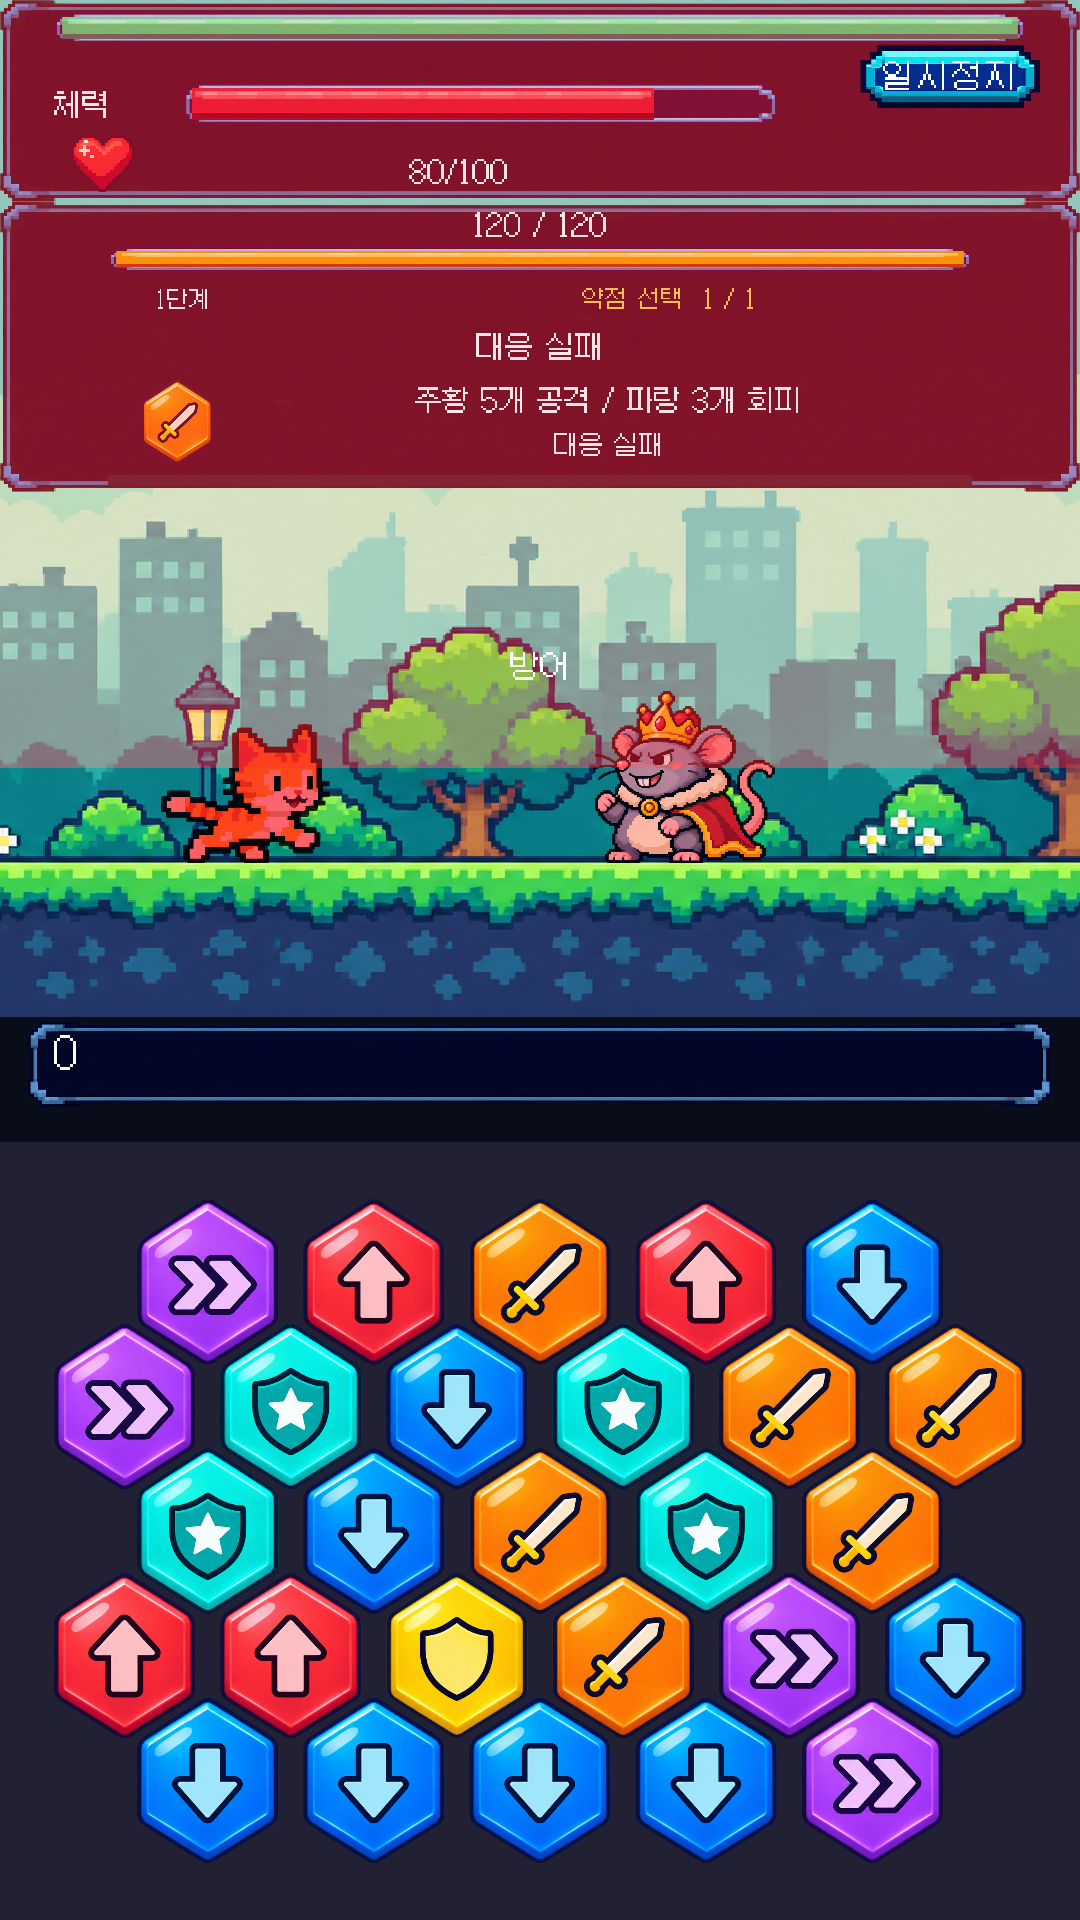 일시정지
체력
80/100
120 / 120
1단계
약점 선택 1 / 1
대응 실패
주황 5개 공격 / 파랑 3개 회피
대응 실패
방어
0